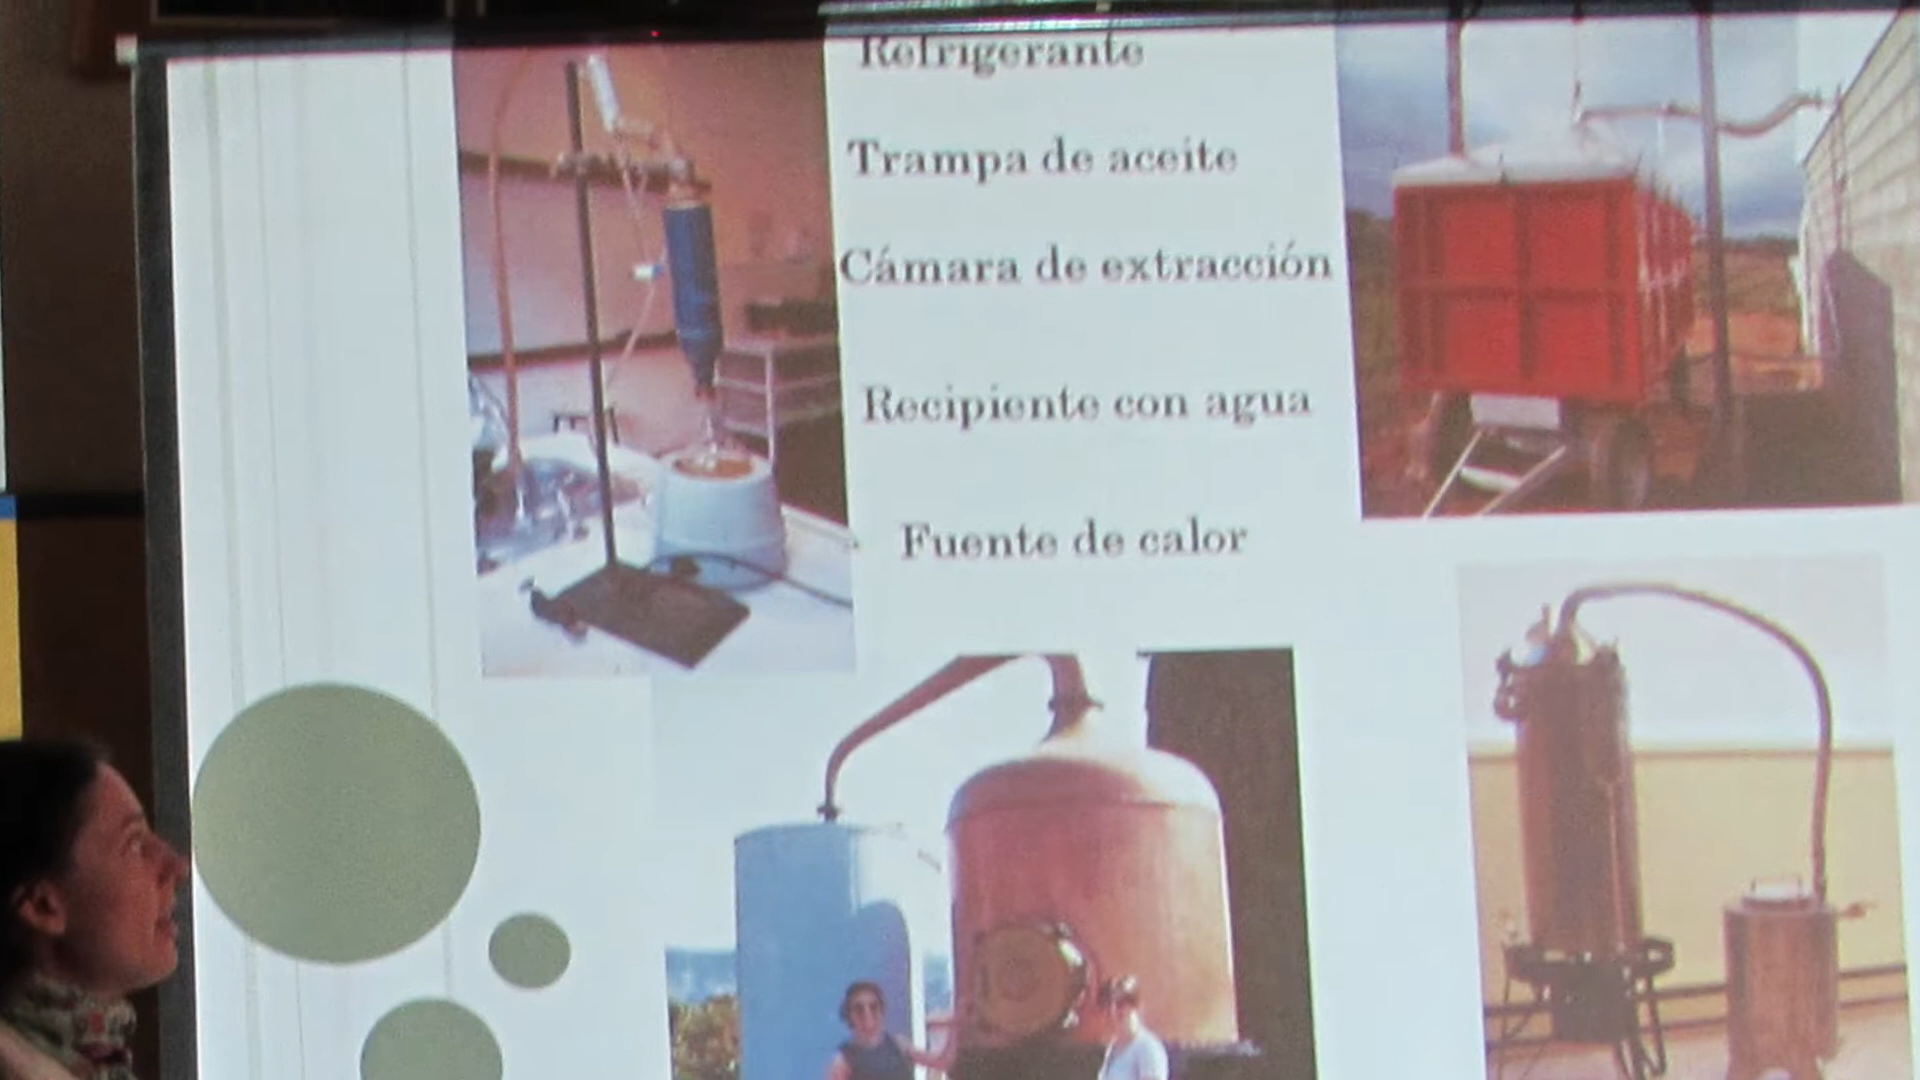 Refrigerante
Trampa de aceite
Cámara de extracción
Recipiente con agua
Fuente de calor